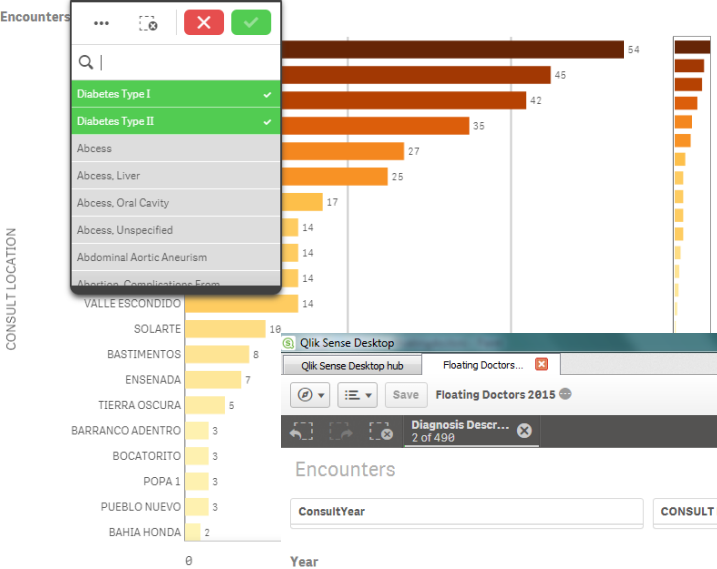 Encounters
Diabetes Type I
Diabetes Type II
Abcess
Abcess, Liver
Abcess, Oral Cavity
Abcess, Unspecified
Abdominal Aortic Aneurism
Abortion, Complications From
54
45
42
35
27
25
17
14
14
14
CONSULT LOCATION
VALLE ESCONDIDO 14
SOLARTE 10
BASTIMENTOS 8
ENSENADA 7
TIERRA OSCURA 5
BARRANCO ADENTRO 3
BOCATORITO 3
POPA 1 3
PUEBLO NUEVO 3
BAHIA HONDA 2
0
Qlik Sense Desktop
Qlik Sense Desktop hub Floating Doctors...
Save Floating Doctors 2015
Diagnosis Descr...
2 of 490
Encounters
ConsultYear CONSULT
Year